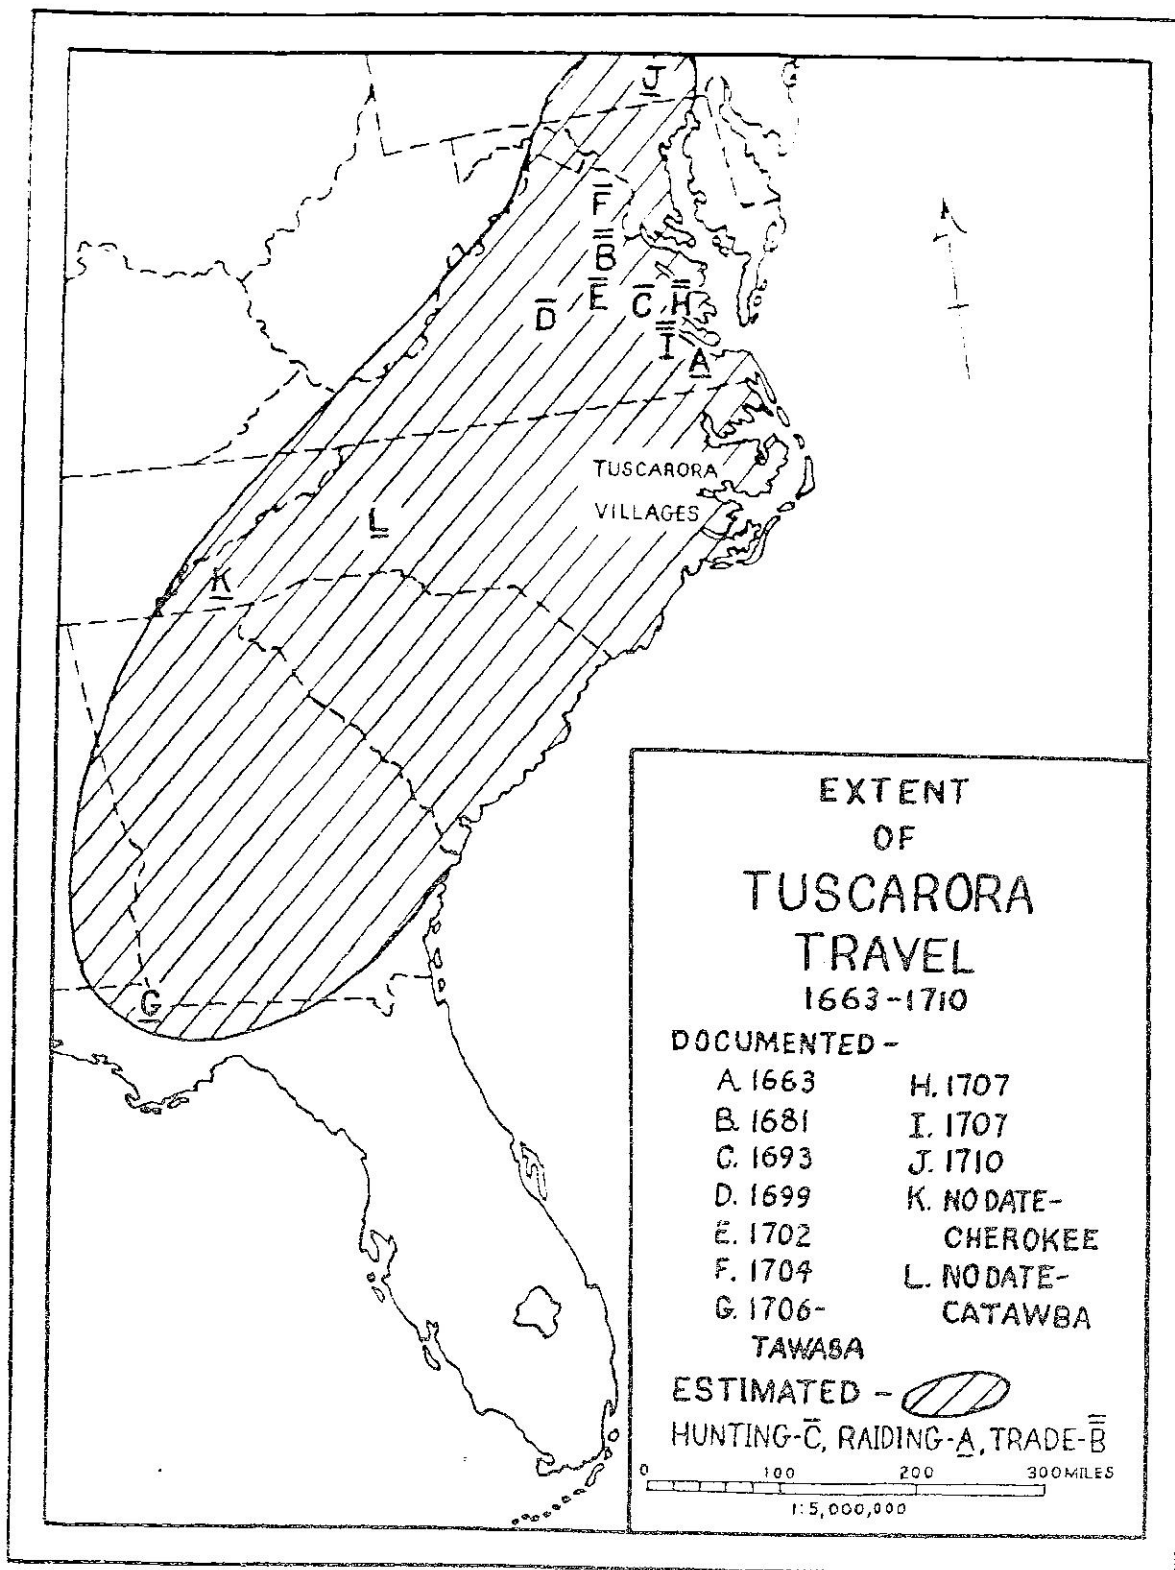 J
F
B
E
C
H
D
I
A
TUSCARORA
VILLAGES
L
K
G
EXTENT
OF
TUSCARORA
TRAVEL
1663-1710
DOCUMENTED -
A. 1663
B. 1681
C. 1693
D. 1699
E. 1702
F. 1704
G. 1706-
TAWASA
H. 1707
I. 1707
J. 1710
K. NO DATE-
CHEROKEE
L. NO DATE-
CATAWBA
ESTIMATED -
HUNTING-C, RAIDING-A, TRADE-B
0 100 200 300 MILES
1:5,000,000